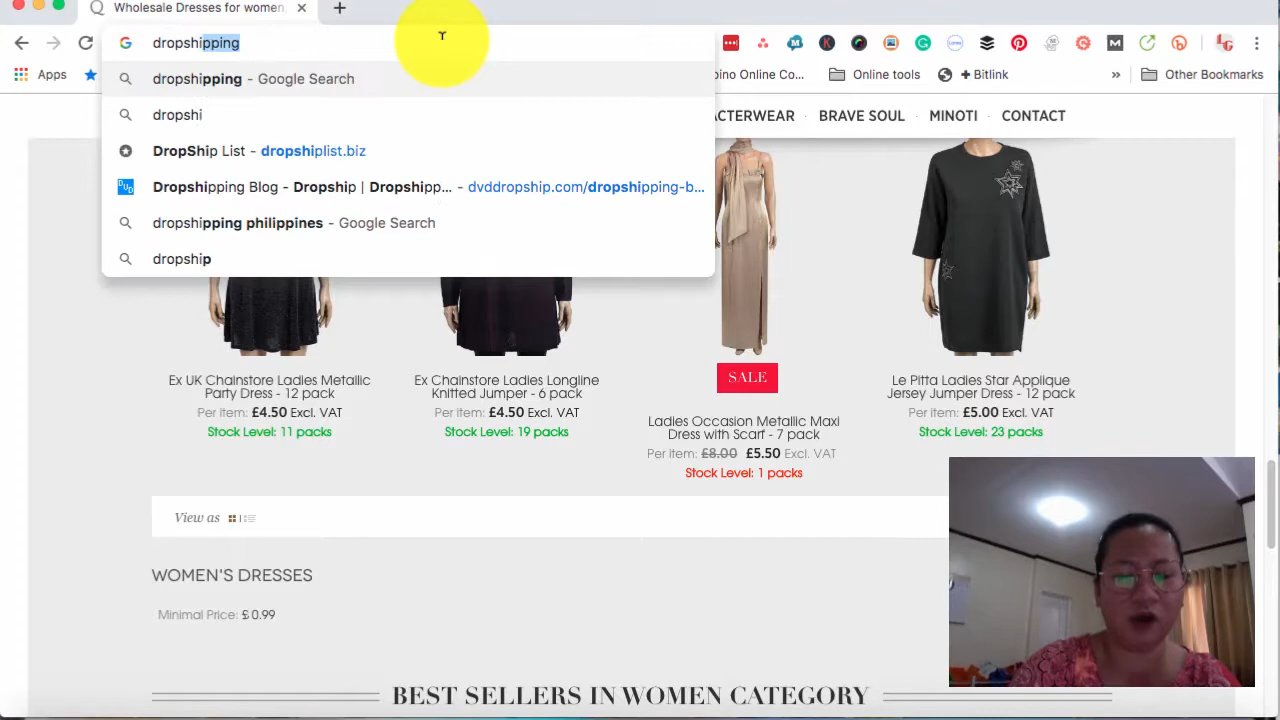 Wholesale Dresses for women,
dropshipping
Apps
pino Online Co...
Online tools
Bitlink
»
Other Bookmarks
dropshipping - Google Search
dropshi
DropShip List - dropshiplist.biz
Dropshipping Blog - Dropship | Dropshipp... - dvddropship.com/dropshipping-b...
dropshipping philippines - Google Search
dropship
ACTERWEAR · BRAVE SOUL · MINOTI · CONTACT
Ex UK Chainstore Ladies Metallic
Party Dress - 12 pack
Per item: £4.50 Excl. VAT
Stock Level: 11 packs
Ex Chainstore Ladies Longline
Knitted Jumper - 6 pack
Per item: £4.50 Excl. VAT
Stock Level: 19 packs
SALE
Ladies Occasion Metallic Maxi
Dress with Scarf - 7 pack
Per item: £8.00 £5.50 Excl. VAT
Stock Level: 1 packs
Le Pitta Ladies Star Applique
Jersey Jumper Dress - 12 pack
Per item: £5.00 Excl. VAT
Stock Level: 23 packs
View as
WOMEN'S DRESSES
Minimal Price: £ 0.99
BEST SELLERS IN WOMEN CATEGORY